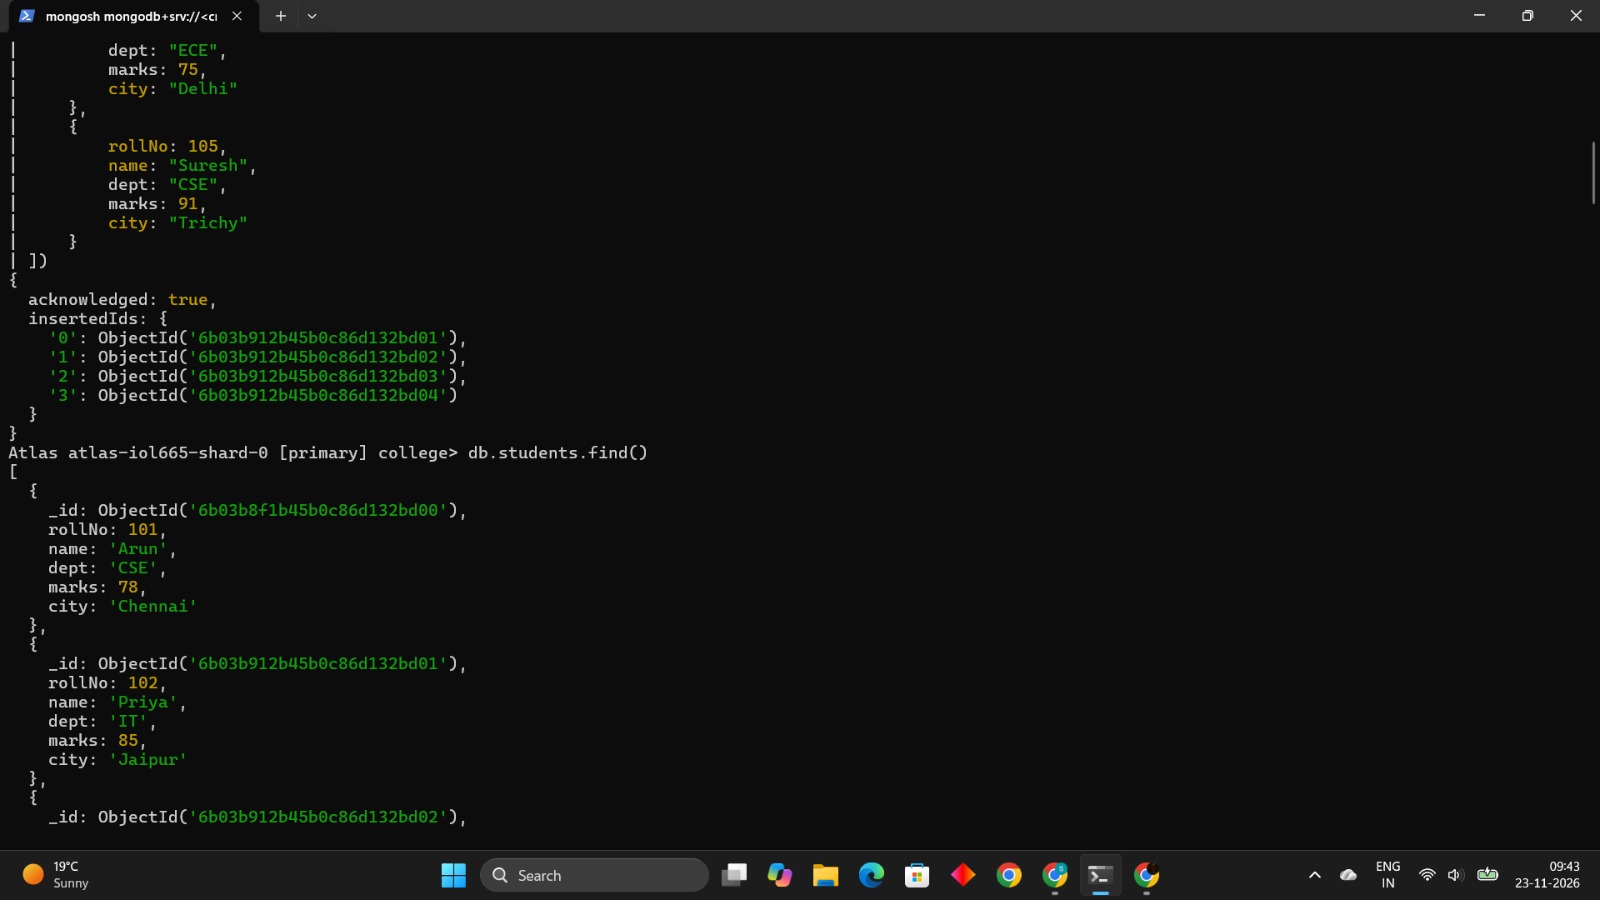 mongosh mongodb+srv://<cr
|         dept: "ECE",
|         marks: 75,
|         city: "Delhi"
|     },
|     {
|         rollNo: 105,
|         name: "Suresh",
|         dept: "CSE",
|         marks: 91,
|         city: "Trichy"
|     }
| ])
{
  acknowledged: true,
  insertedIds: {
    '0': ObjectId('6b03b912b45b0c86d132bd01'),
    '1': ObjectId('6b03b912b45b0c86d132bd02'),
    '2': ObjectId('6b03b912b45b0c86d132bd03'),
    '3': ObjectId('6b03b912b45b0c86d132bd04')
  }
}
Atlas atlas-iol665-shard-0 [primary] college> db.students.find()
[
  {
    _id: ObjectId('6b03b8f1b45b0c86d132bd00'),
    rollNo: 101,
    name: 'Arun',
    dept: 'CSE',
    marks: 78,
    city: 'Chennai'
  },
  {
    _id: ObjectId('6b03b912b45b0c86d132bd01'),
    rollNo: 102,
    name: 'Priya',
    dept: 'IT',
    marks: 85,
    city: 'Jaipur'
  },
  {
    _id: ObjectId('6b03b912b45b0c86d132bd02'),
19°C
Sunny
Search
ENG
IN
09:43
23-11-2026